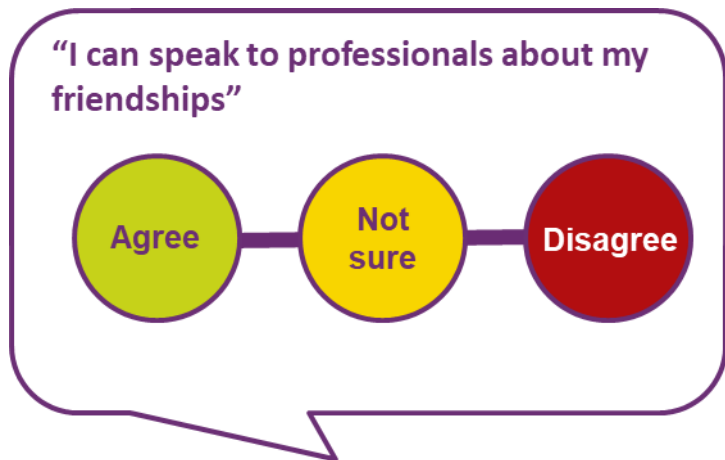 “I can speak to professionals about my
friendships”
Agree
Not
sure
Disagree